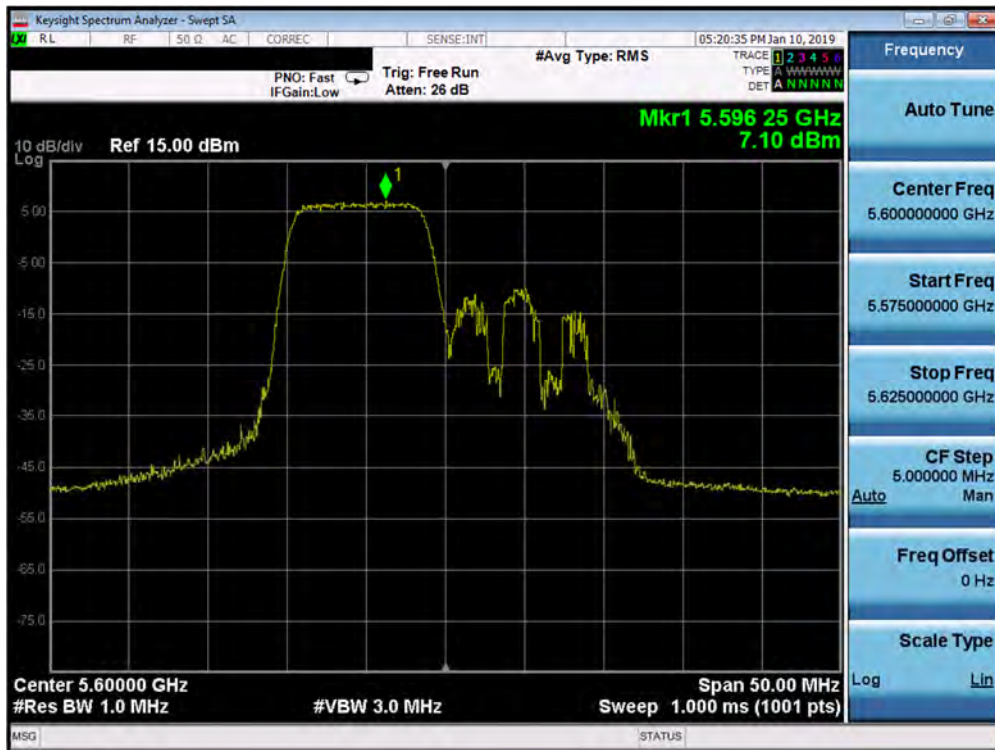 Keysight Spectrum Analyzer - Swept SA
LXI RL RF 50 Ω AC CORREC SENSE:INT 05:20:35 PM Jan 10, 2019
#Avg Type: RMS TRACE 1 2 3 4 5 6
PNO: Fast Trig: Free Run TYPE A WWWWW
IFGain:Low Atten: 26 dB DET A N N N N N
Mkr1 5.596 25 GHz
7.10 dBm
10 dB/div Ref 15.00 dBm
Log
1
5.00
-5.00
-15.0
-25.0
-35.0
-45.0
-55.0
-65.0
-75.0
Center 5.60000 GHz Span 50.00 MHz
#Res BW 1.0 MHz #VBW 3.0 MHz Sweep 1.000 ms (1001 pts)
MSG STATUS
Frequency
Auto Tune
Center Freq
5.600000000 GHz
Start Freq
5.575000000 GHz
Stop Freq
5.625000000 GHz
CF Step
5.000000 MHz
Auto Man
Freq Offset
0 Hz
Scale Type
Log Lin